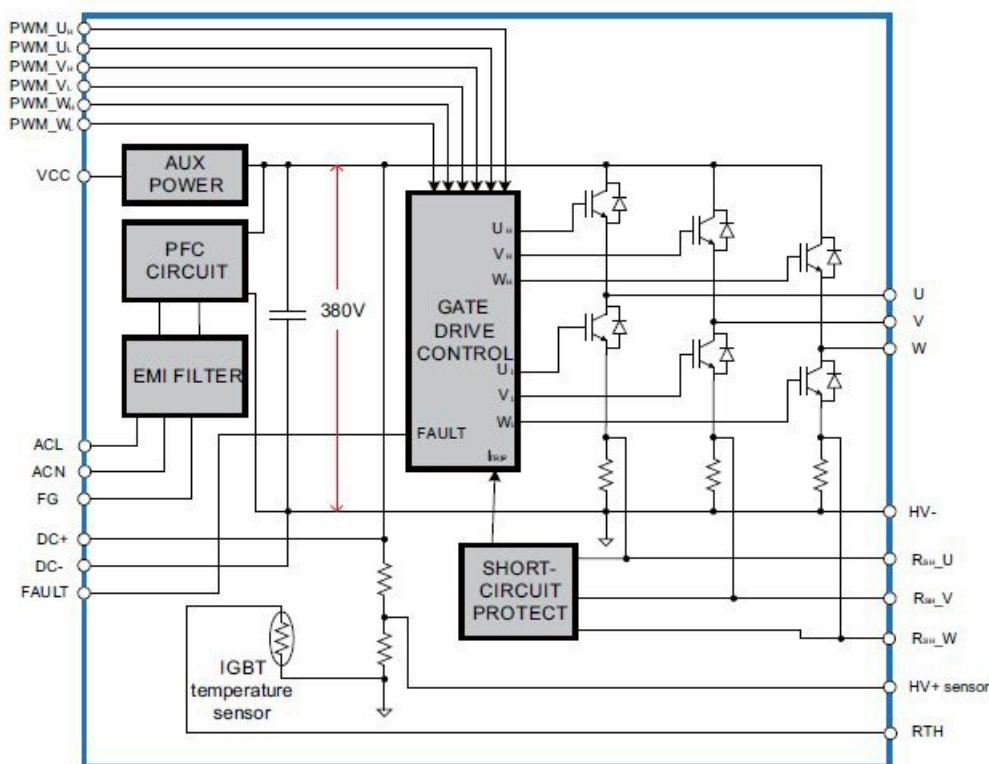 PWM_UH
PWM_UL
PWM_VH
PWM_VL
PWM_WH
PWM_WL
VCC
AUX
POWER
PFC
CIRCUIT
EMI FILTER
380V
UH
VH
WH
GATE
DRIVE
CONTROL
UL
VL
WL
FAULT
ITRIP
U
V
W
ACL
ACN
FG
DC+
DC-
FAULT
HV-
SHORT-
CIRCUIT
PROTECT
RSH_U
RSH_V
RSH_W
IGBT
temperature
sensor
HV+ sensor
RTH